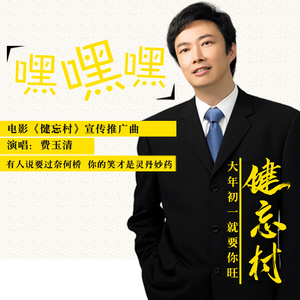 嘿嘿嘿
电影《健忘村》宣传推广曲
演唱：费玉清
有人说要过奈何桥 你的笑才是灵丹妙药
健忘村
大年初一就要你旺